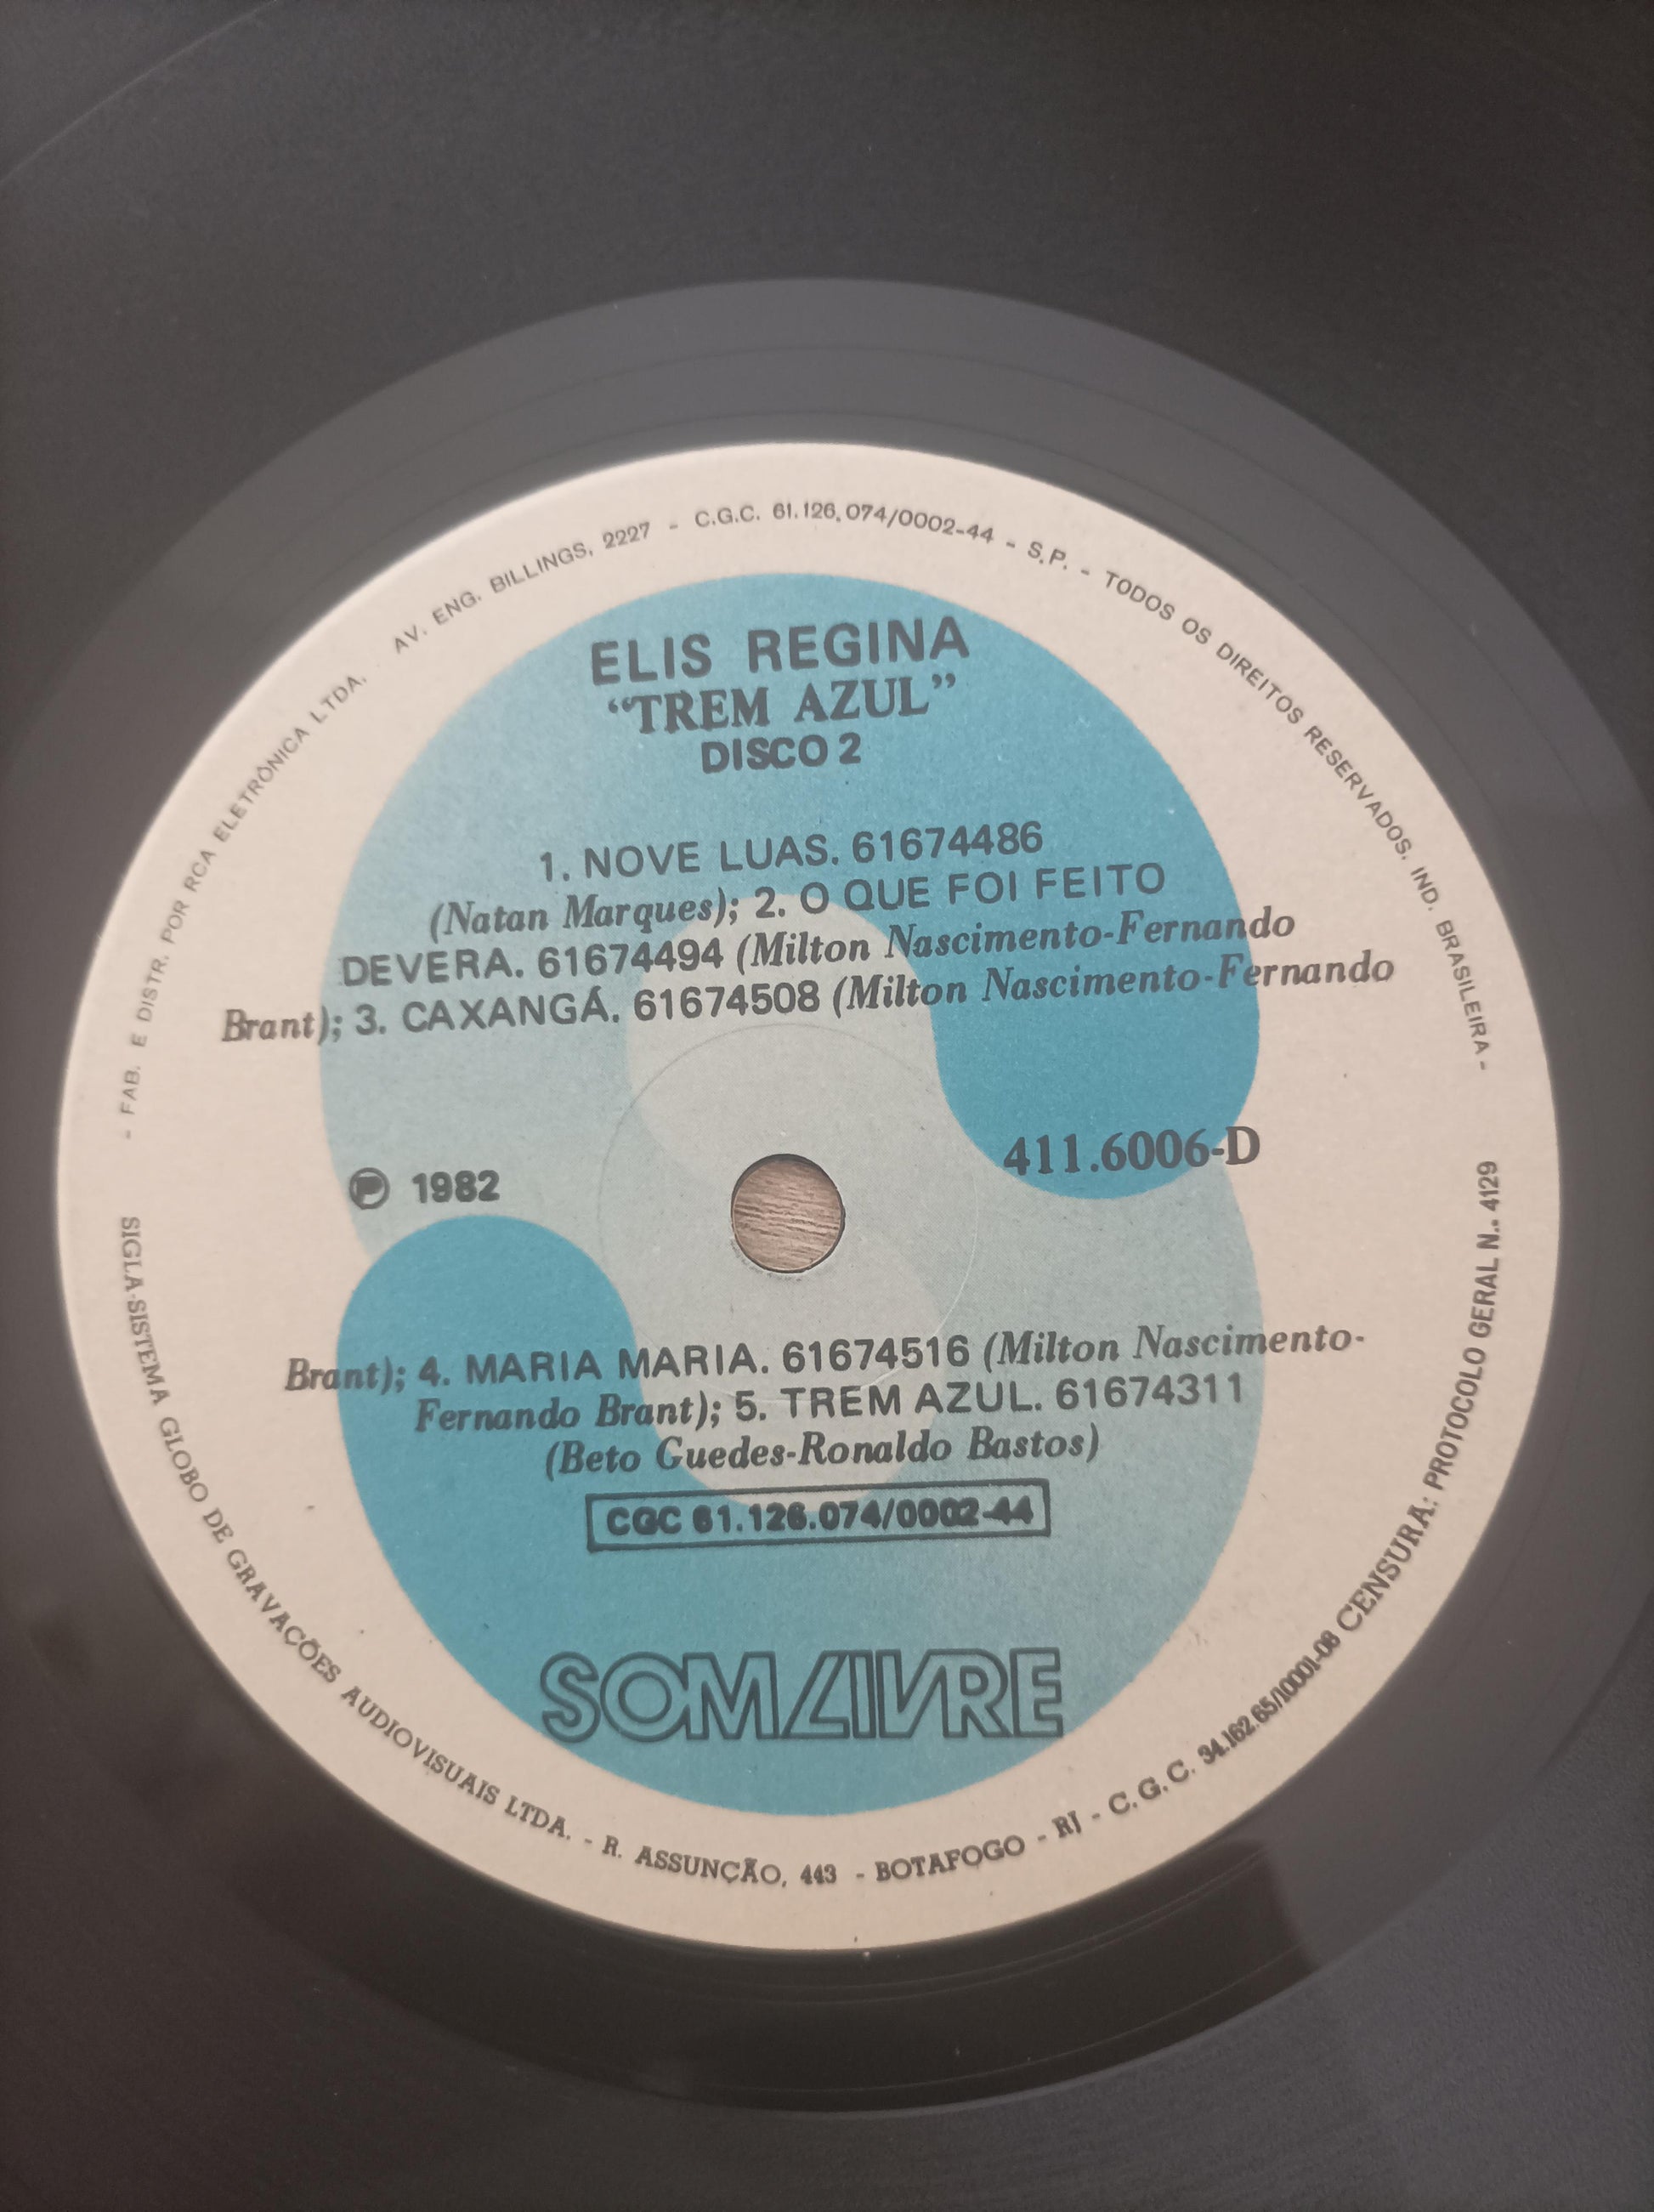 - FAB. E DISTR. POR RCA ELETRÔNICA LTDA. AV. ENG. BILLINGS, 2227 - C.G.C. 61.126.074/0002-44 - S.P. - TODOS OS DIREITOS RESERVADOS. IND. BRASILEIRA -
ELIS REGINA
“TREM AZUL”
DISCO 2
1. NOVE LUAS. 61674486
(Natan Marques); 2. O QUE FOI FEITO
DEVERA. 61674494 (Milton Nascimento-Fernando
Brant); 3. CAXANGÁ. 61674508 (Milton Nascimento-Fernando
℗ 1982
411.6006-D
Brant); 4. MARIA MARIA. 61674516 (Milton Nascimento-
Fernando Brant); 5. TREM AZUL. 61674311
(Beto Guedes-Ronaldo Bastos)
CGC 61.126.074/0002-44
SOM LIVRE
SIGLA-SISTEMA GLOBO DE GRAVAÇÕES AUDIOVISUAIS LTDA. - R. ASSUNÇÃO, 443 - BOTAFOGO - RJ - C.G.C. 34.162.65/10001-08 CENSURA: PROTOCOLO GERAL N.. 4129